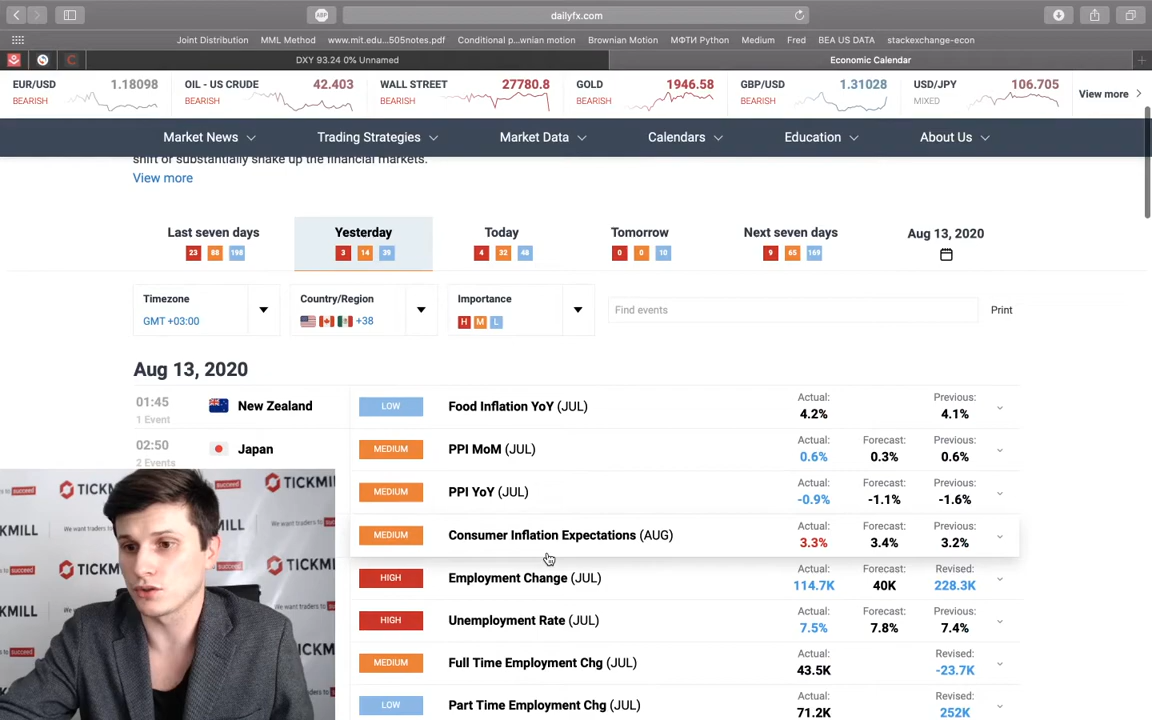 dailyfx.com
ABP
Joint Distribution MML Method www.mit.edu...505notes.pdf Conditional p...wnian motion Brownian Motion МФТИ Python Medium Fred BEA US DATA stackexchange-econ
DXY 93.24 0% Unnamed Economic Calendar
EUR/USD 1.18098 OIL - US CRUDE 42.403 WALL STREET 27780.8 GOLD 1946.58 GBP/USD 1.31028 USD/JPY 106.705
BEARISH BEARISH BEARISH BEARISH BEARISH MIXED View more
Market News Trading Strategies Market Data Calendars Education About Us
shift or substantially shake up the financial markets.
View more
Last seven days Yesterday Today Tomorrow Next seven days Aug 13, 2020
23 88 198 3 14 39 4 32 48 0 0 10 9 65 169
Timezone Country/Region Importance
GMT +03:00 +38 H M L Find events Print
Aug 13, 2020
01:45 New Zealand LOW Food Inflation YoY (JUL) Actual: 4.2% Previous: 4.1%
1 Event
02:50 Japan MEDIUM PPI MoM (JUL) Actual: 0.6% Forecast: 0.3% Previous: 0.6%
2 Events
MEDIUM PPI YoY (JUL) Actual: -0.9% Forecast: -1.1% Previous: -1.6%
MEDIUM Consumer Inflation Expectations (AUG) Actual: 3.3% Forecast: 3.4% Previous: 3.2%
HIGH Employment Change (JUL) Actual: 114.7K Forecast: 40K Revised: 228.3K
HIGH Unemployment Rate (JUL) Actual: 7.5% Forecast: 7.8% Previous: 7.4%
MEDIUM Full Time Employment Chg (JUL) Actual: 43.5K Revised: -23.7K
LOW Part Time Employment Chg (JUL) Actual: 71.2K Revised: 252K
TICKMILL
We want traders to succeed